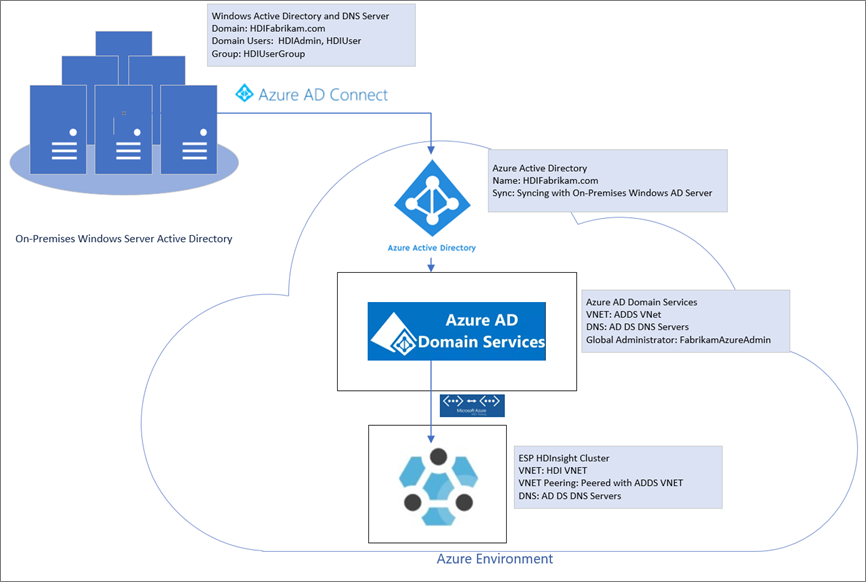 Windows Active Directory and DNS Server
Domain: HDIFabrikam.com
Domain Users: HDIAdmin, HDIUser
Group: HDIUserGroup
Azure AD Connect
On-Premises Windows Server Active Directory
Azure Active Directory
Name: HDIFabrikam.com
Sync: Syncing with On-Premises Windows AD Server
Azure Active Directory
Azure AD
Domain Services
Azure AD Domain Services
VNET: ADDS VNet
DNS: AD DS DNS Servers
Global Administrator: FabrikamAzureAdmin
Microsoft Azure
ESP HDInsight Cluster
VNET: HDI VNET
VNET Peering: Peered with ADDS VNET
DNS: AD DS DNS Servers
Azure Environment